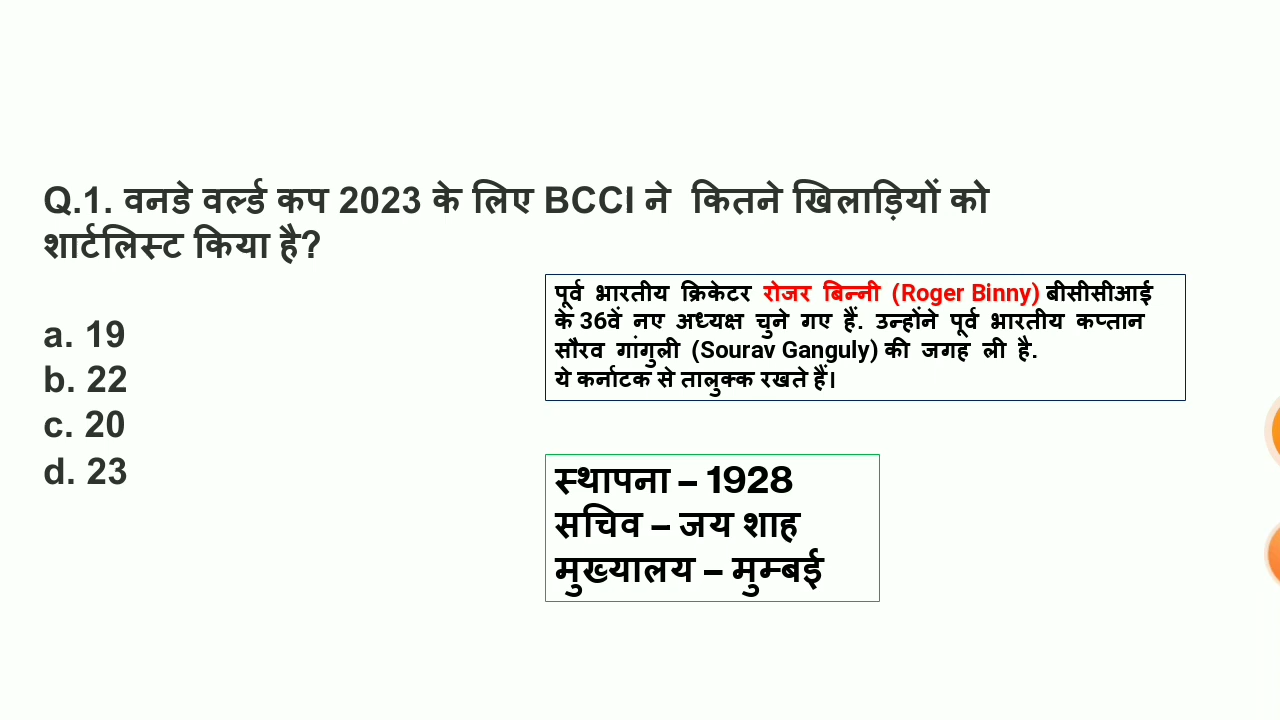 Q.1. वनडे वर्ल्ड कप 2023 के लिए BCCI ने कितने खिलाड़ियों को
शार्टलिस्ट किया है?
a. 19
b. 22
c. 20
d. 23
पूर्व भारतीय क्रिकेटर रोजर बिन्नी (Roger Binny) बीसीसीआई
के 36वें नए अध्यक्ष चुने गए हैं. उन्होंने पूर्व भारतीय कप्तान
सौरव गांगुली (Sourav Ganguly) की जगह ली है.
ये कर्नाटक से तालुक्क रखते हैं।
स्थापना – 1928
सचिव – जय शाह
मुख्यालय – मुम्बई